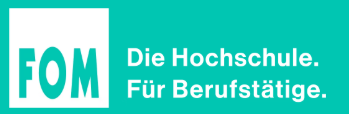 FOM
Die Hochschule.
Für Berufstätige.